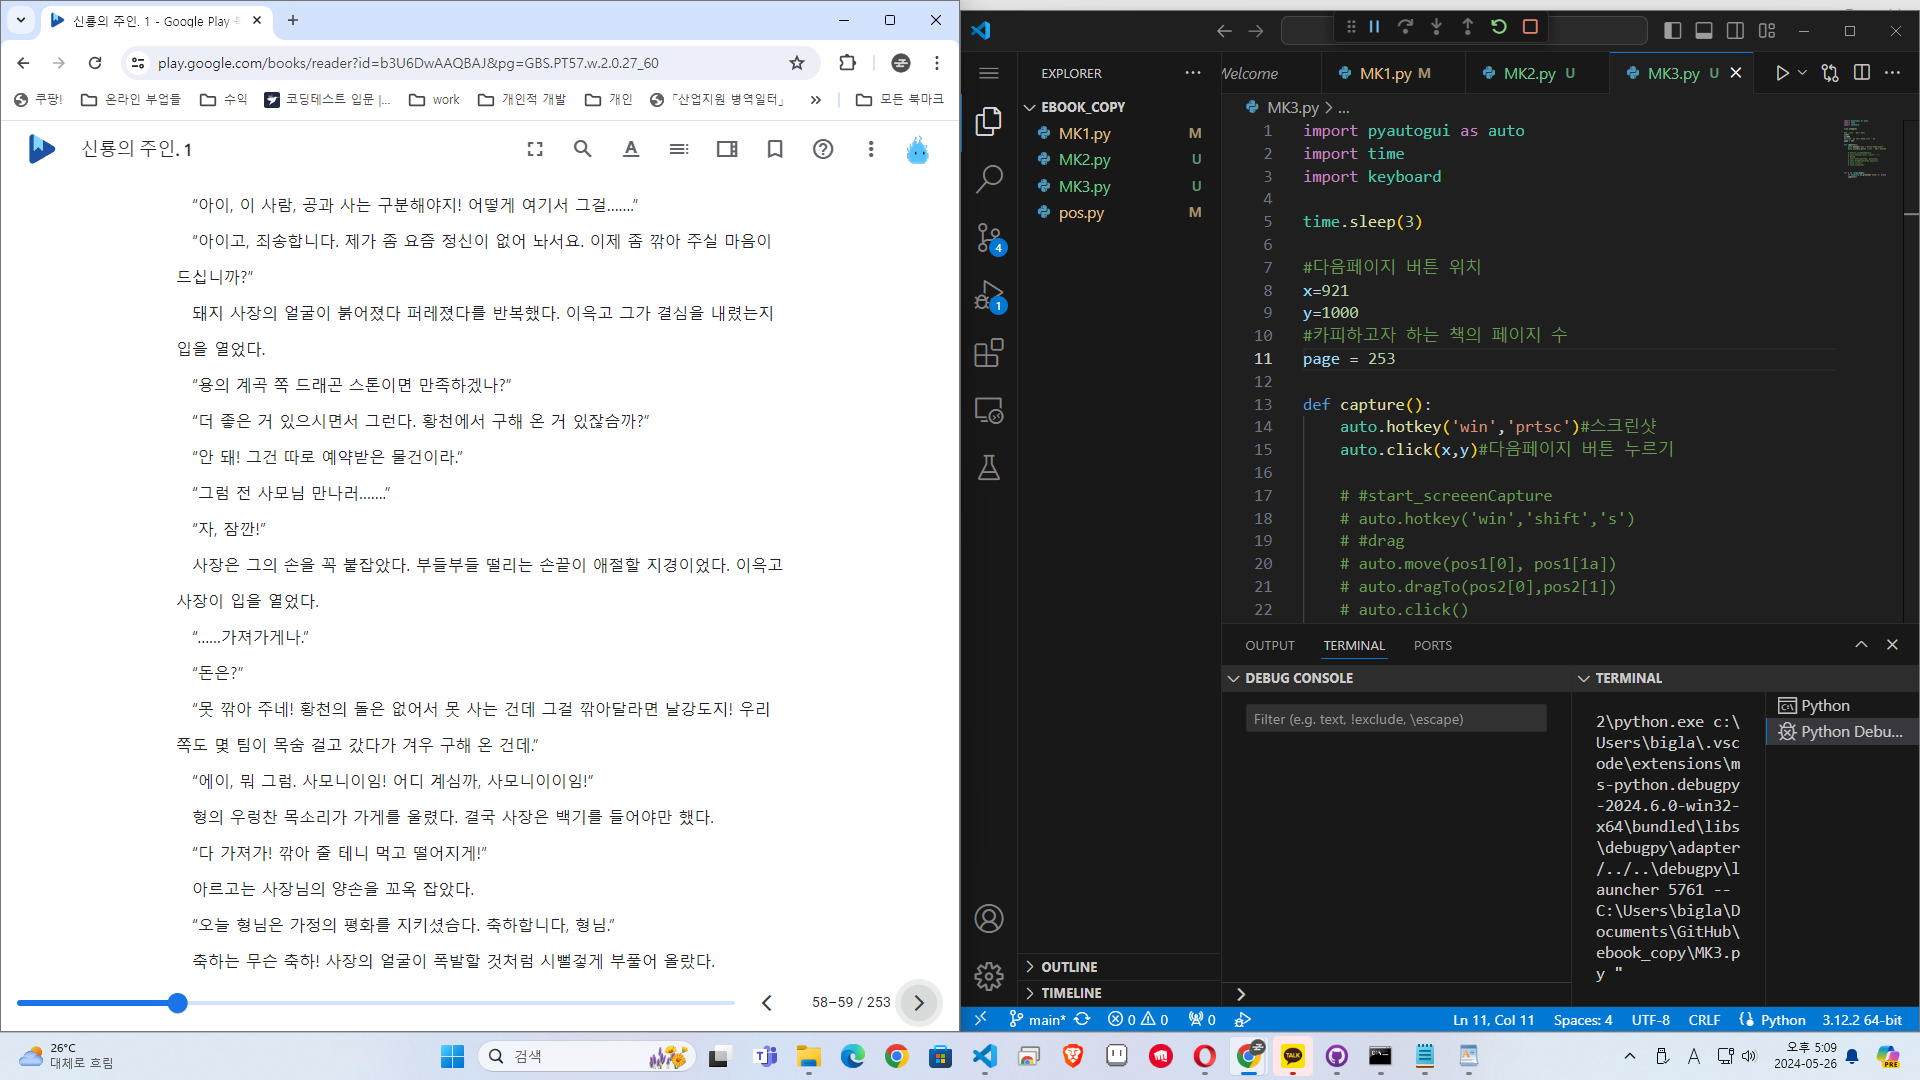 신룡의 주인. 1 - Google Play
play.google.com/books/reader?id=b3U6DwAAQBAJ&pg=GBS.PT57.w.2.0.27_60
쿠팡!
온라인 부업들
수익
코딩테스트 입문 |...
work
개인적 개발
개인
「산업지원 병역일터」
모든 북마크
신룡의 주인. 1
“아이, 이 사람, 공과 사는 구분해야지! 어떻게 여기서 그걸…….”
“아이고, 죄송합니다. 제가 좀 요즘 정신이 없어 놔서요. 이제 좀 깎아 주실 마음이
드십니까?”
돼지 사장의 얼굴이 붉어졌다 퍼레졌다를 반복했다. 이윽고 그가 결심을 내렸는지
입을 열었다.
“용의 계곡 쪽 드래곤 스톤이면 만족하겠나?”
“더 좋은 거 있으시면서 그런다. 황천에서 구해 온 거 있잖슴까?”
“안 돼! 그건 따로 예약받은 물건이라.”
“그럼 전 사모님 만나러…….”
“자, 잠깐!”
사장은 그의 손을 꼭 붙잡았다. 부들부들 떨리는 손끝이 애절할 지경이었다. 이윽고
사장이 입을 열었다.
“……가져가게나.”
“돈은?”
“못 깎아 주네! 황천의 돌은 없어서 못 사는 건데 그걸 깎아달라면 날강도지! 우리
쪽도 몇 팀이 목숨 걸고 갔다가 겨우 구해 온 건데.”
“에이, 뭐 그럼. 사모니이임! 어디 계심까, 사모니이이임!”
형의 우렁찬 목소리가 가게를 울렸다. 결국 사장은 백기를 들어야만 했다.
“다 가져가! 깎아 줄 테니 먹고 떨어지게!”
아르고는 사장님의 양손을 꼬옥 잡았다.
“오늘 형님은 가정의 평화를 지키셨슴다. 축하합니다, 형님.”
축하는 무슨 축하! 사장의 얼굴이 폭발할 것처럼 시뻘겋게 부풀어 올랐다.
58–59 / 253
EXPLORER
EBOOK_COPY
MK1.py M
MK2.py U
MK3.py U
pos.py M
4
1
OUTLINE
TIMELINE
Welcome
MK1.py M
MK2.py U
MK3.py U
MK3.py > ...
1 import pyautogui as auto
2 import time
3 import keyboard
4
5 time.sleep(3)
6
7 #다음페이지 버튼 위치
8 x=921
9 y=1000
10 #카피하고자 하는 책의 페이지 수
11 page = 253
12
13 def capture():
14 auto.hotkey('win','prtsc')#스크린샷
15 auto.click(x,y)#다음페이지 버튼 누르기
16
17 # #start_screeenCapture
18 # auto.hotkey('win','shift','s')
19 # #drag
20 # auto.move(pos1[0], pos1[1a])
21 # auto.dragTo(pos2[0],pos2[1])
22 # auto.click()
OUTPUT
TERMINAL
PORTS
DEBUG CONSOLE
Filter (e.g. text, !exclude, \escape)
TERMINAL
2\python.exe c:\
Users\bigla\.vsc
ode\extensions\m
s-python.debugpy
-2024.6.0-win32-
x64\bundled\libs
\debugpy\adapter
/../..\debugpy\l
auncher 5761 --
C:\Users\bigla\D
ocuments\GitHub\
ebook_copy\MK3.p
y "
Python
Python Debu...
main*
0
0
0
Ln 11, Col 11
Spaces: 4
UTF-8
CRLF
Python
3.12.2 64-bit
26°C
대체로 흐림
검색
TALK
A
오후 5:09
2024-05-26
PRE